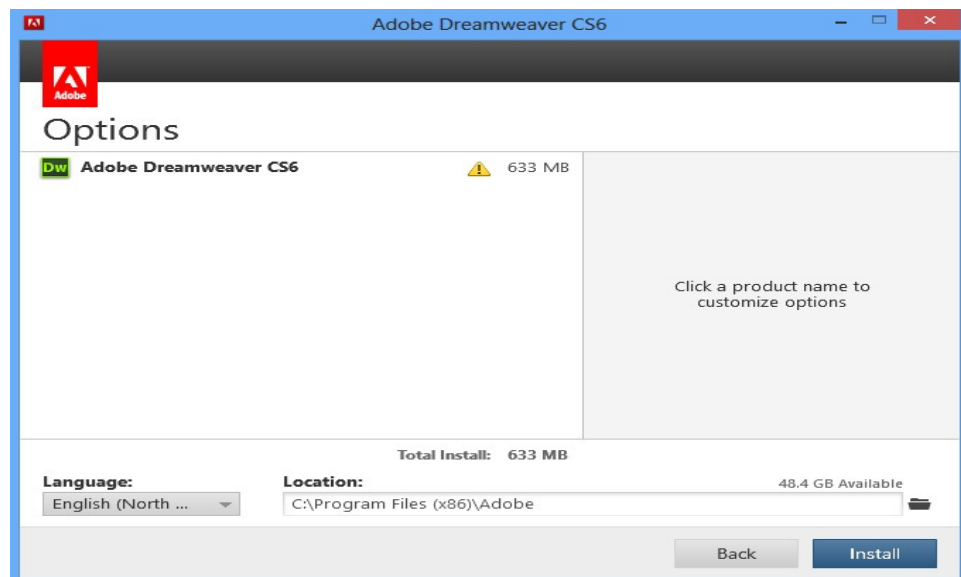 Adobe Dreamweaver CS6
Adobe
Options
Dw Adobe Dreamweaver CS6 633 MB
Click a product name to
customize options
Total Install: 633 MB
Language: Location: 48.4 GB Available
English (North ... C:\Program Files (x86)\Adobe
Back Install